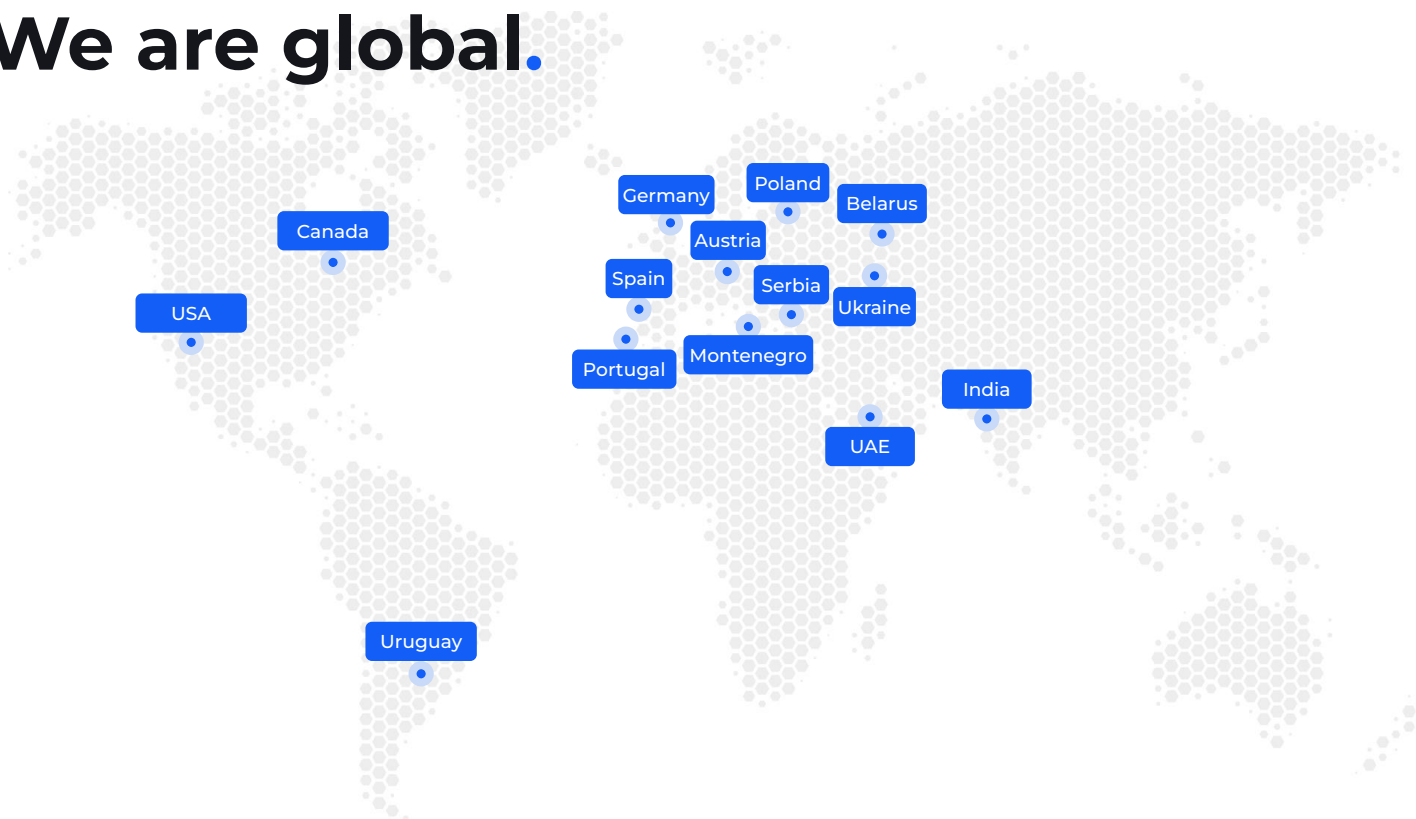 We are global.
Poland
Germany
Belarus
Canada
Austria
Spain
Serbia
USA
Ukraine
Montenegro
Portugal
India
UAE
Uruguay